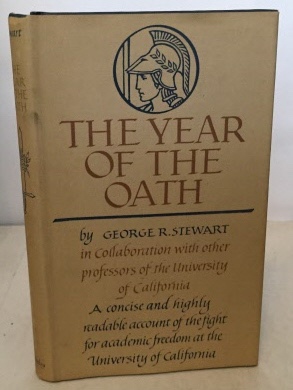 THE YEAR
OF THE
OATH
by GEORGE R. STEWART
in Collaboration with other
professors of the University
of California
A concise and highly
readable account of the fight
for academic freedom at the
University of California